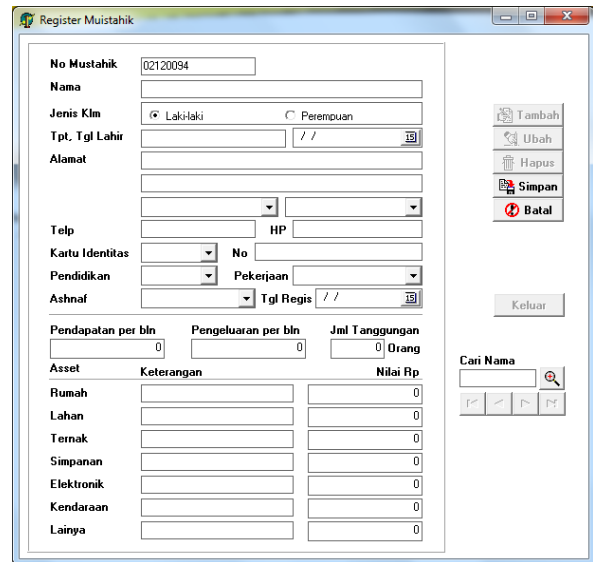 Register Muistahik
No Mustahik 02120094
Nama
Jenis Klm Laki-laki Perempuan
Tpt, Tgl Lahir / / 15
Alamat
Telp HP
Kartu Identitas No
Pendidikan Pekerjaan
Ashnaf Tgl Regis / / 15
Pendapatan per bln Pengeluaran per bln Jml Tanggungan
0 0 0 Orang
Asset Keterangan Nilai Rp
Rumah 0
Lahan 0
Ternak 0
Simpanan 0
Elektronik 0
Kendaraan 0
Lainya 0
Tambah
Ubah
Hapus
Simpan
Batal
Keluar
Cari Nama